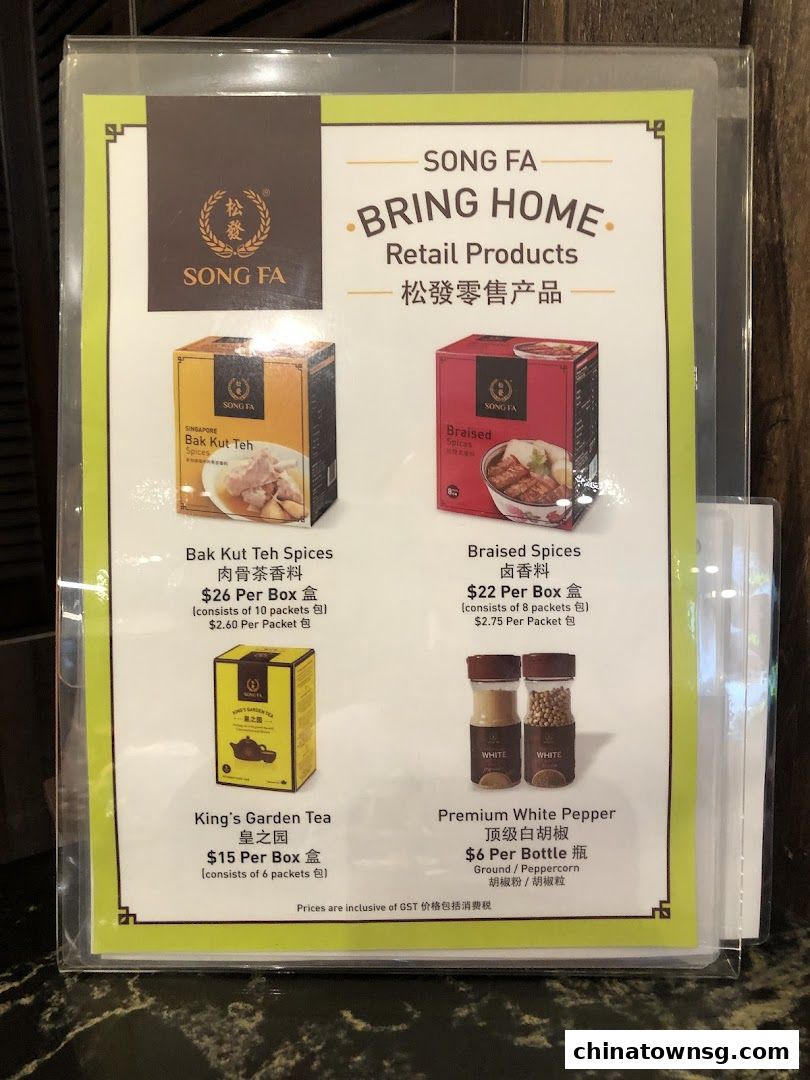 松
發
®
SONG FA
SONG FA
BRING HOME
Retail Products
松發零售产品
松
發
SONG FA
SINGAPORE
Bak Kut Teh
Spices
松
發
SONG FA
Braised
Spices
Bak Kut Teh Spices
肉骨茶香料
$26 Per Box 盒
(consists of 10 packets 包)
$2.60 Per Packet 包
Braised Spices
卤香料
$22 Per Box 盒
(consists of 8 packets 包)
$2.75 Per Packet 包
SONG FA
KING'S GARDEN TEA
皇之园
WHITE
WHITE
King's Garden Tea
皇之园
$15 Per Box 盒
(consists of 6 packets 包)
Premium White Pepper
顶级白胡椒
$6 Per Bottle 瓶
Ground / Peppercorn
胡椒粉 / 胡椒粒
Prices are inclusive of GST 价格包括消费税
chinatownsg.com